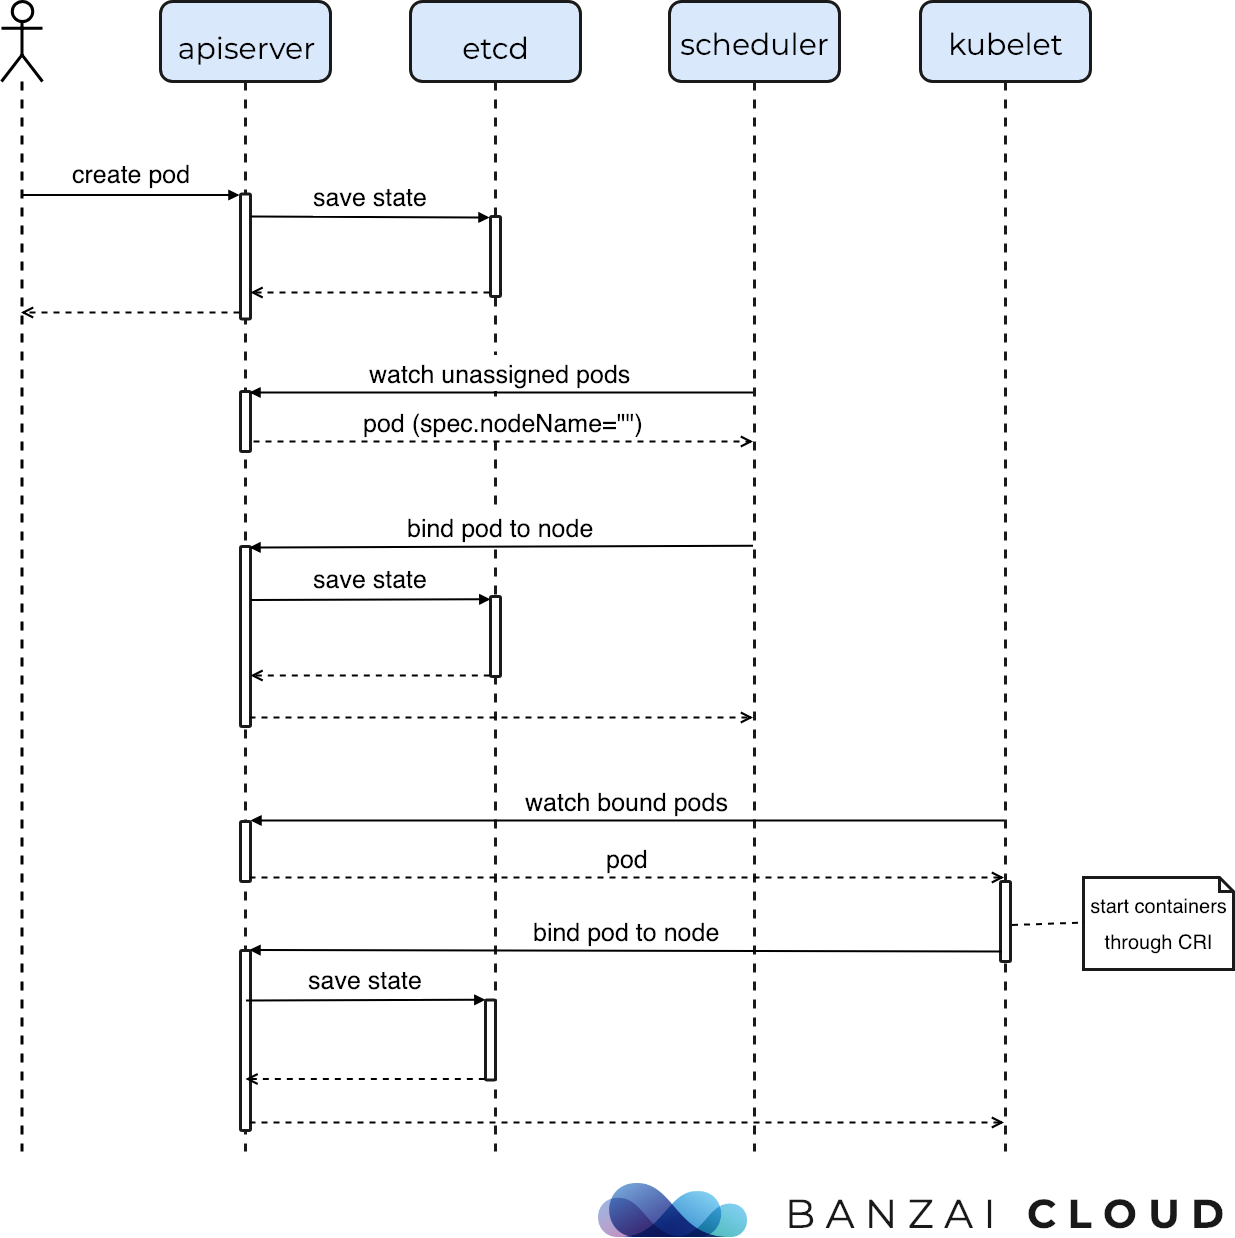 apiserver
etcd
scheduler
kubelet
create pod
save state
watch unassigned pods
pod (spec.nodeName="")
bind pod to node
save state
watch bound pods
pod
start containers
through CRI
bind pod to node
save state
BANZAI CLOUD